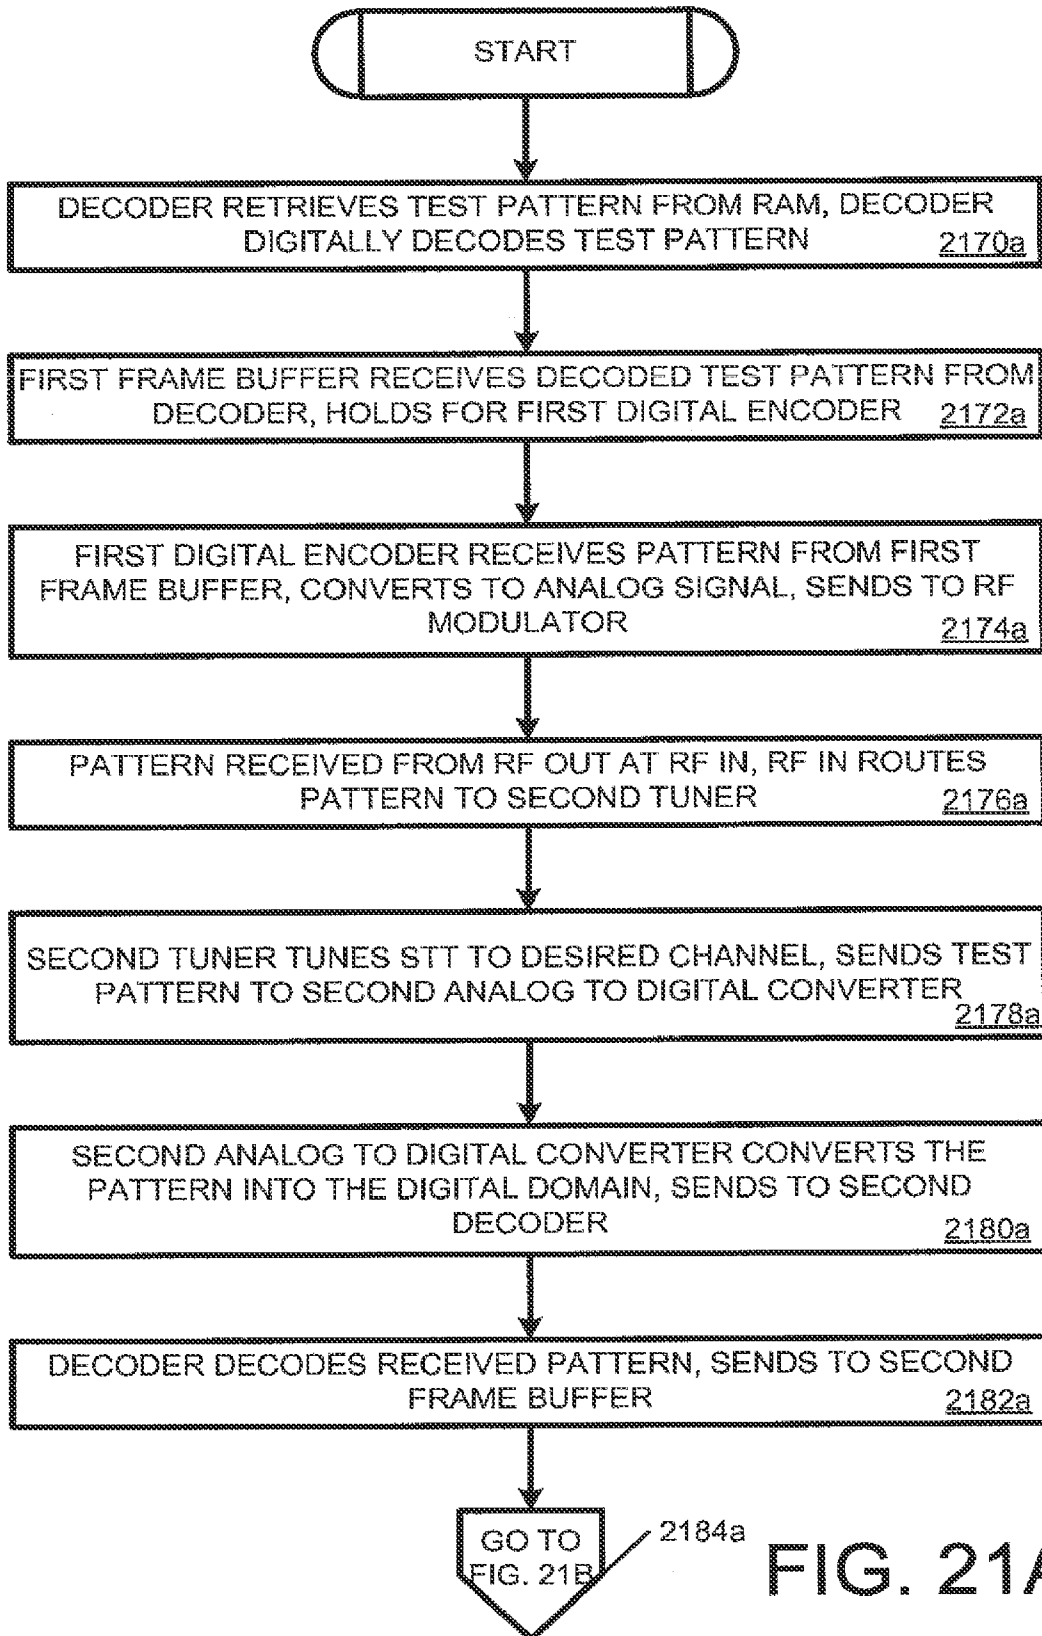 START
DECODER RETRIEVES TEST PATTERN FROM RAM, DECODER
DIGITALLY DECODES TEST PATTERN
2170a
FIRST FRAME BUFFER RECEIVES DECODED TEST PATTERN FROM
DECODER, HOLDS FOR FIRST DIGITAL ENCODER
2172a
FIRST DIGITAL ENCODER RECEIVES PATTERN FROM FIRST
FRAME BUFFER, CONVERTS TO ANALOG SIGNAL, SENDS TO RF
MODULATOR
2174a
PATTERN RECEIVED FROM RF OUT AT RF IN, RF IN ROUTES
PATTERN TO SECOND TUNER
2176a
SECOND TUNER TUNES STT TO DESIRED CHANNEL, SENDS TEST
PATTERN TO SECOND ANALOG TO DIGITAL CONVERTER
2178a
SECOND ANALOG TO DIGITAL CONVERTER CONVERTS THE
PATTERN INTO THE DIGITAL DOMAIN, SENDS TO SECOND
DECODER
2180a
DECODER DECODES RECEIVED PATTERN, SENDS TO SECOND
FRAME BUFFER
2182a
GO TO
FIG. 21B
2184a
FIG. 21A